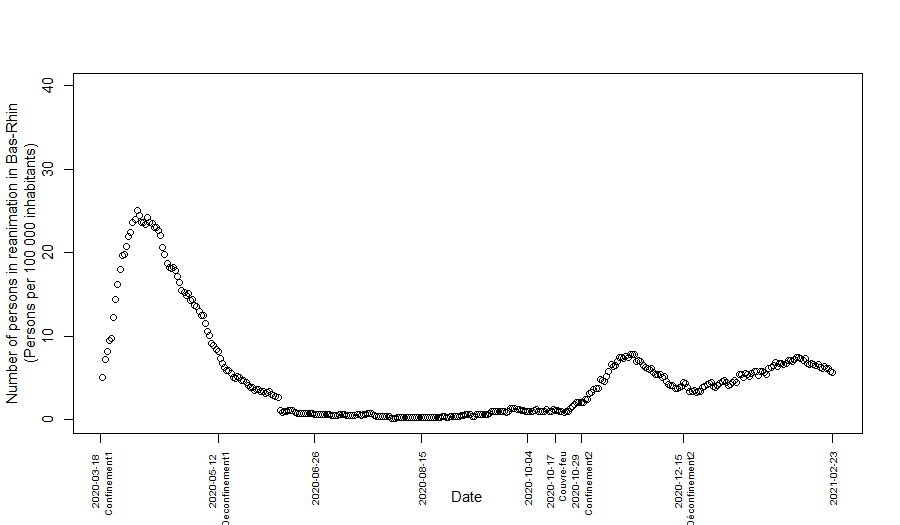 Number of persons in reanimation in Bas-Rhin
(Persons per 100 000 inhabitants)
40
30
20
10
0
2020-03-18
Confinement1
2020-05-12
Déconfinement1
2020-06-26
2020-08-15
2020-10-04
2020-10-17
Couvre-feu
2020-10-29
Confinement2
2020-12-15
Déconfinement2
2021-02-23
Date